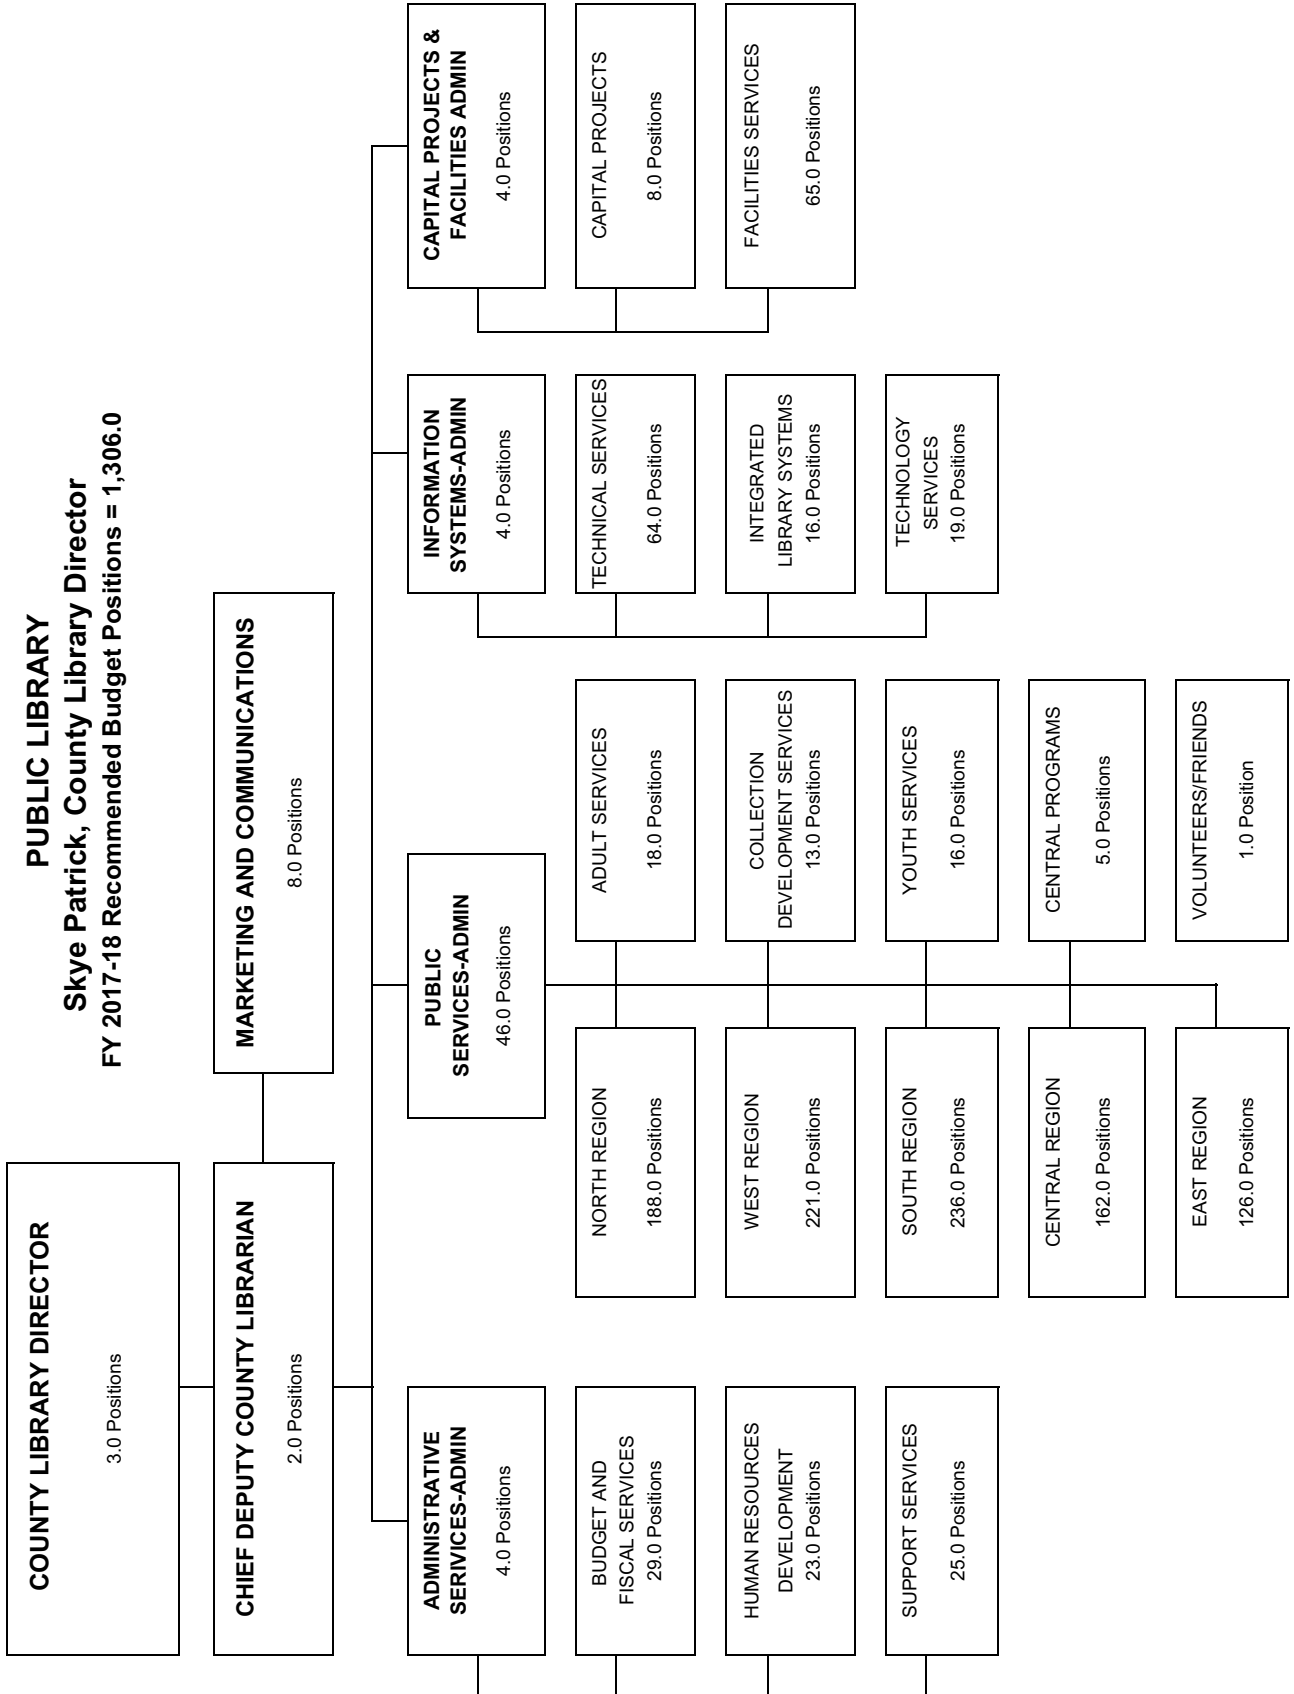 PUBLIC LIBRARY
Skye Patrick, County Library Director
FY 2017-18 Recommended Budget Positions = 1,306.0
COUNTY LIBRARY DIRECTOR
3.0 Positions
CHIEF DEPUTY COUNTY LIBRARIAN
2.0 Positions
MARKETING AND COMMUNICATIONS
8.0 Positions
ADMINISTRATIVE
SERIVICES-ADMIN
4.0 Positions
BUDGET AND
FISCAL SERVICES
29.0 Positions
HUMAN RESOURCES
DEVELOPMENT
23.0 Positions
SUPPORT SERVICES
25.0 Positions
PUBLIC
SERVICES-ADMIN
46.0 Positions
NORTH REGION
188.0 Positions
WEST REGION
221.0 Positions
SOUTH REGION
236.0 Positions
CENTRAL REGION
162.0 Positions
EAST REGION
126.0 Positions
ADULT SERVICES
18.0 Positions
COLLECTION
DEVELOPMENT SERVICES
13.0 Positions
YOUTH SERVICES
16.0 Positions
CENTRAL PROGRAMS
5.0 Positions
VOLUNTEERS/FRIENDS
1.0 Position
INFORMATION
SYSTEMS-ADMIN
4.0 Positions
TECHNICAL SERVICES
64.0 Positions
INTEGRATED
LIBRARY SYSTEMS
16.0 Positions
TECHNOLOGY
SERVICES
19.0 Positions
CAPITAL PROJECTS &
FACILITIES ADMIN
4.0 Positions
CAPITAL PROJECTS
8.0 Positions
FACILITIES SERVICES
65.0 Positions